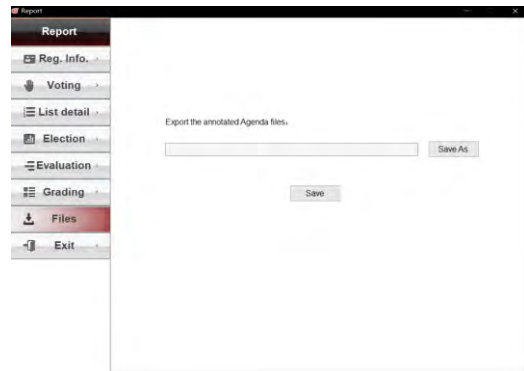 Report
Report
Reg. Info.
Voting
List detail
Election
Evaluation
Grading
Files
Exit
Export the annotated Agenda files.
Save As
Save